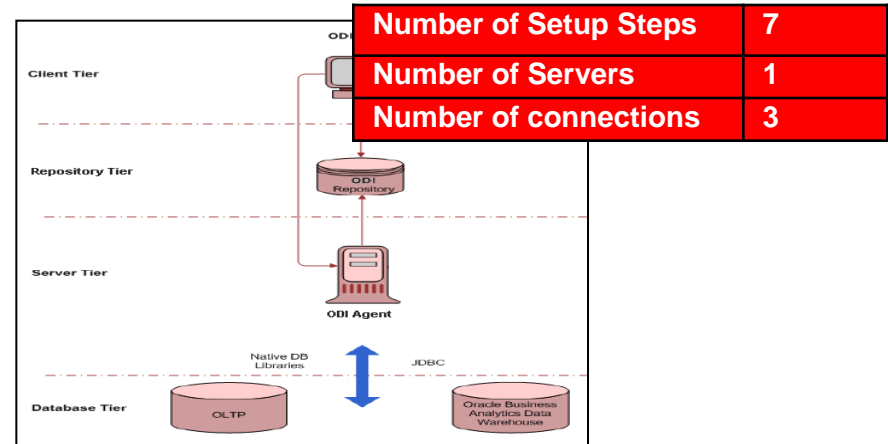 ODI
Number of Setup Steps 7
Number of Servers 1
Number of connections 3
Client Tier
Repository Tier
ODI
Repository
Server Tier
ODI Agent
Native DB
Libraries
JDBC
Database Tier
OLTP
Oracle Business
Analytics Data
Warehouse